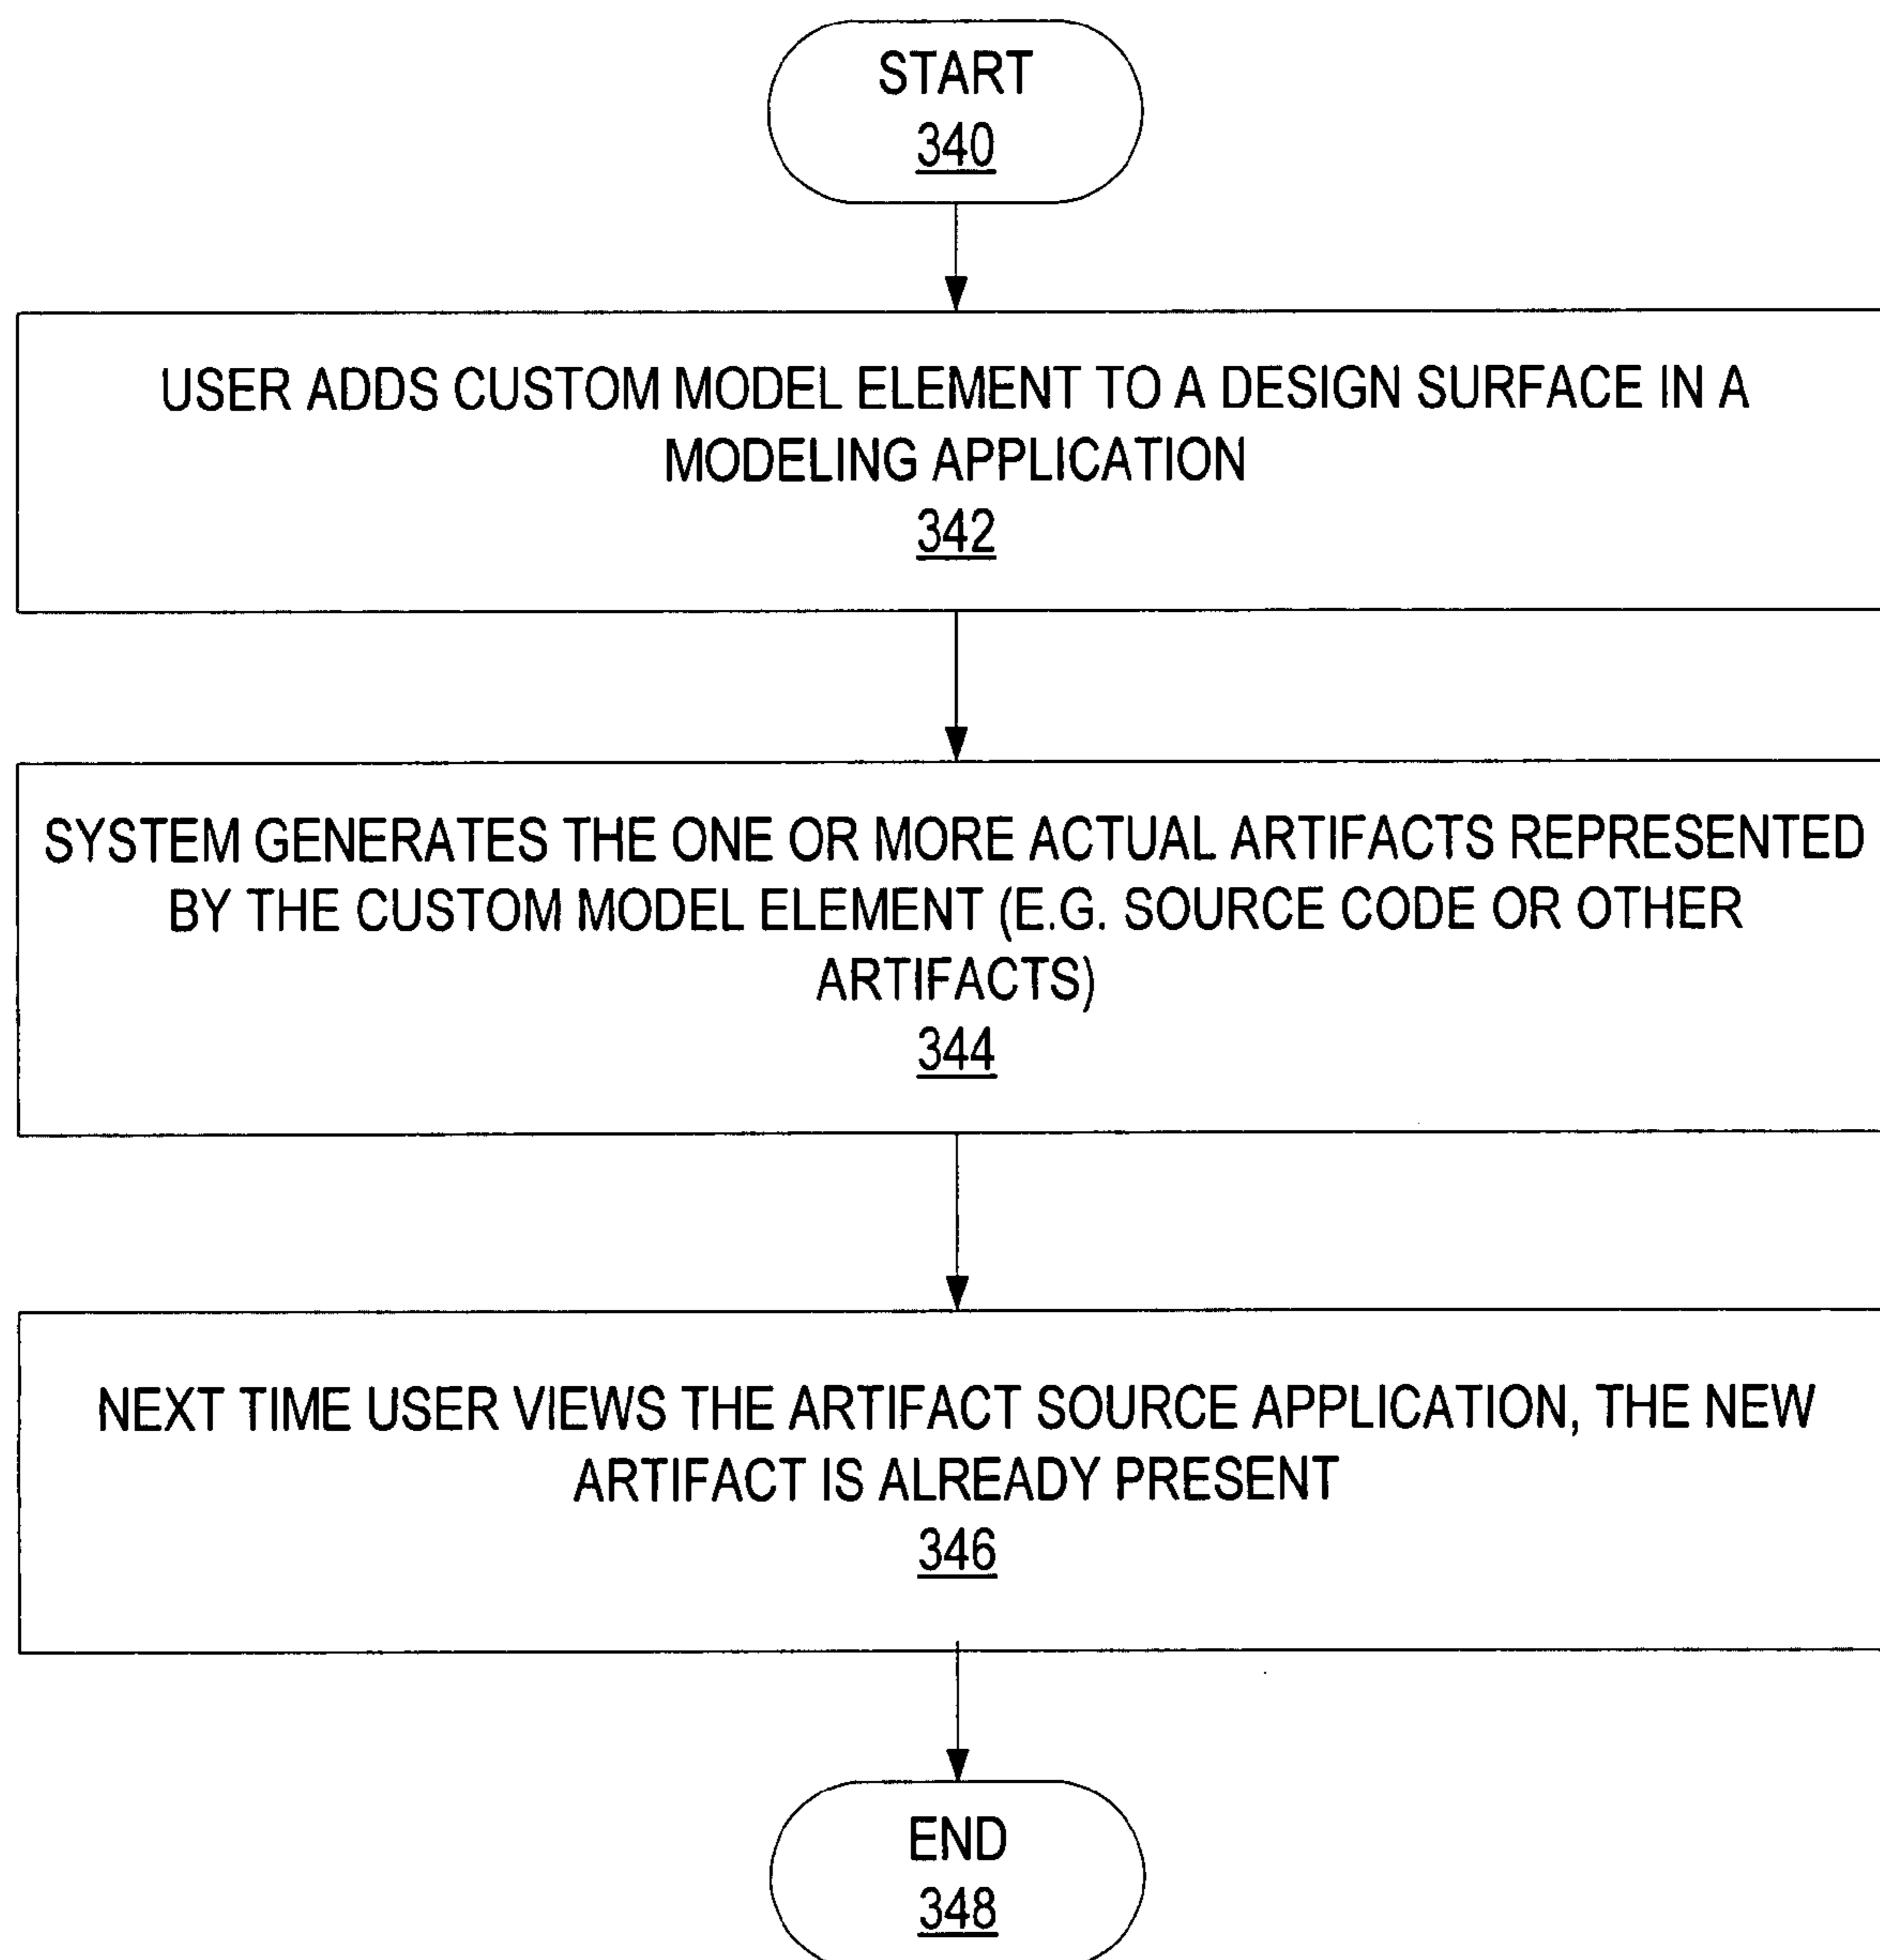 START
340
USER ADDS CUSTOM MODEL ELEMENT TO A DESIGN SURFACE IN A
MODELING APPLICATION
342
SYSTEM GENERATES THE ONE OR MORE ACTUAL ARTIFACTS REPRESENTED
BY THE CUSTOM MODEL ELEMENT (E.G. SOURCE CODE OR OTHER
ARTIFACTS)
344
NEXT TIME USER VIEWS THE ARTIFACT SOURCE APPLICATION, THE NEW
ARTIFACT IS ALREADY PRESENT
346
END
348